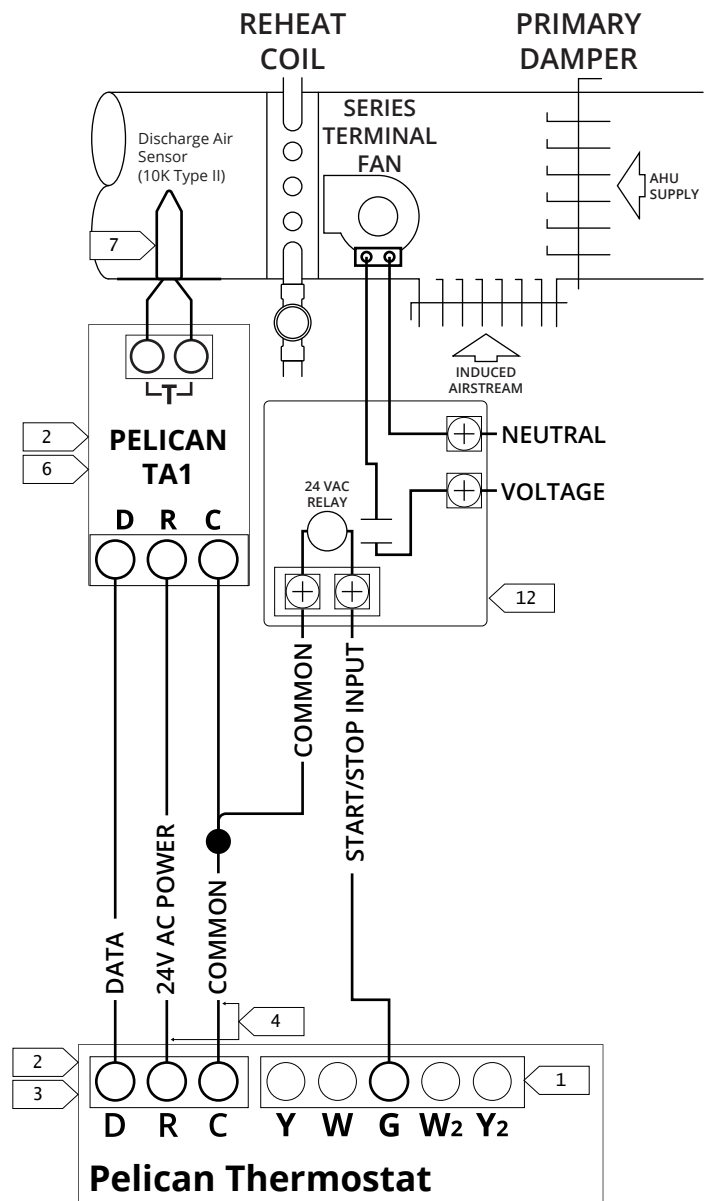 REHEAT
COIL
PRIMARY
DAMPER
Discharge Air
Sensor
(10K Type II)
SERIES
TERMINAL
FAN
AHU
SUPPLY
7
INDUCED
AIRSTREAM
T
2
6
PELICAN
TA1
D R C
NEUTRAL
VOLTAGE
24 VAC
RELAY
12
COMMON
START/STOP INPUT
DATA
24V AC POWER
COMMON
4
2
3
1
D R C Y W G W2 Y2
Pelican Thermostat